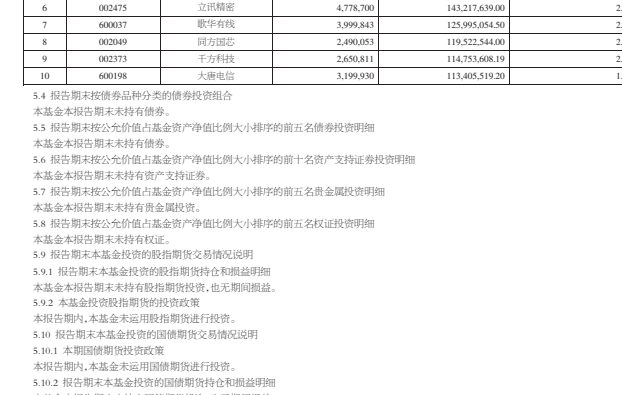 6 002475 立讯精密 4,778,700 143,217,639.00 2.
7 600037 歌华有线 3,999,843 125,995,054.50 2.
8 002049 同方国芯 2,490,053 119,522,544.00 2.
9 002373 千方科技 2,650,811 114,753,608.19 2.
10 600198 大唐电信 3,199,930 113,405,519.20 1.
5.4 报告期末按债券品种分类的债券投资组合
本基金本报告期末未持有债券。
5.5 报告期末按公允价值占基金资产净值比例大小排序的前五名债券投资明细
本基金本报告期末未持有债券。
5.6 报告期末按公允价值占基金资产净值比例大小排序的前十名资产支持证券投资明细
本基金本报告期末未持有资产支持证券。
5.7 报告期末按公允价值占基金资产净值比例大小排序的前五名贵金属投资明细
本基金本报告期末未持有贵金属投资。
5.8 报告期末按公允价值占基金资产净值比例大小排序的前五名权证投资明细
本基金本报告期末未持有权证。
5.9 报告期末本基金投资的股指期货交易情况说明
5.9.1 报告期末本基金投资的股指期货持仓和损益明细
本基金本报告期末未持有股指期货投资,也无期间损益。
5.9.2 本基金投资股指期货的投资政策
本报告期内,本基金未运用股指期货进行投资。
5.10 报告期末本基金投资的国债期货交易情况说明
5.10.1 本期国债期货投资政策
本报告期内,本基金未运用国债期货进行投资。
5.10.2 报告期末本基金投资的国债期货持仓和损益明细